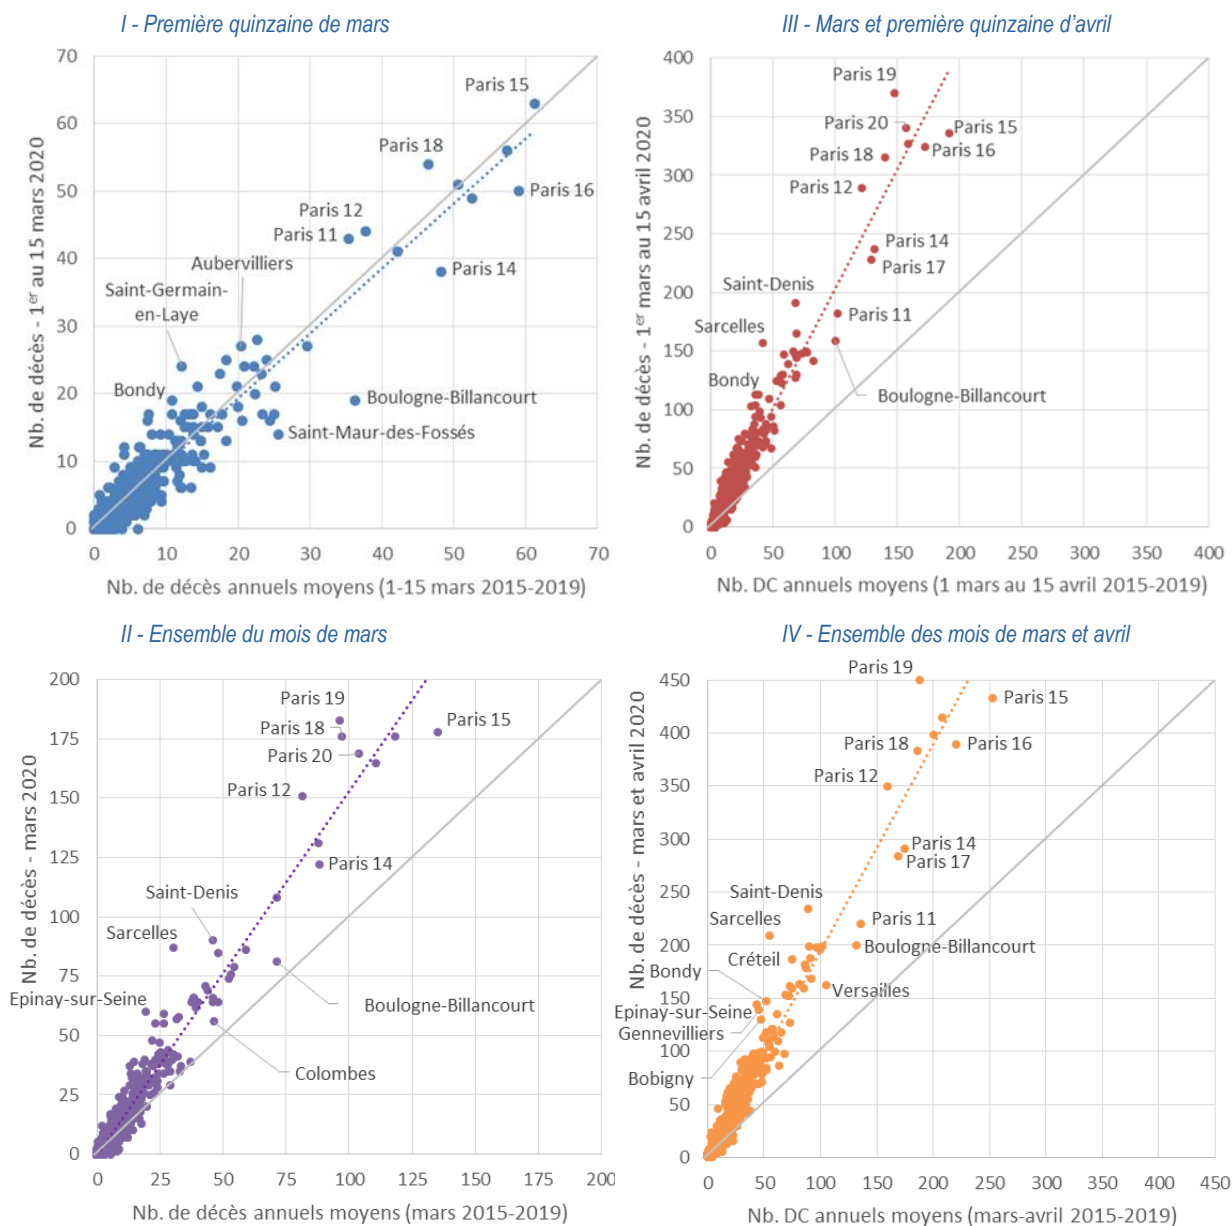 I - Première quinzaine de mars
Nb. de décès - 1er au 15 mars 2020
70
60
50
40
30
20
10
0
Paris 15
Paris 18
Paris 16
Paris 12
Paris 11
Aubervilliers
Paris 14
Saint-Germain-
en-Laye
Bondy
Boulogne-Billancourt
Saint-Maur-des-Fossés
0 10 20 30 40 50 60 70
Nb. de décès annuels moyens (1-15 mars 2015-2019)
III - Mars et première quinzaine d'avril
Nb. de décès - 1er mars au 15 avril 2020
400
350
300
250
200
150
100
50
0
Paris 19
Paris 20
Paris 15
Paris 18
Paris 16
Paris 12
Paris 14
Paris 17
Saint-Denis
Paris 11
Sarcelles
Bondy
Boulogne-Billancourt
0 50 100 150 200 250 300 350 400
Nb. DC annuels moyens (1 mars au 15 avril 2015-2019)
II - Ensemble du mois de mars
Nb. de décès - mars 2020
200
175
150
125
100
75
50
25
0
Paris 19
Paris 18
Paris 15
Paris 20
Paris 12
Paris 14
Saint-Denis
Sarcelles
Epinay-sur-Seine
Boulogne-Billancourt
Colombes
0 25 50 75 100 125 150 175 200
Nb. de décès annuels moyens (mars 2015-2019)
IV - Ensemble des mois de mars et avril
Nb. de décès - mars et avril 2020
450
400
350
300
250
200
150
100
50
0
Paris 19
Paris 15
Paris 18
Paris 16
Paris 12
Paris 14
Paris 17
Saint-Denis
Sarcelles
Paris 11
Boulogne-Billancourt
Créteil
Bondy
Versailles
Epinay-sur-Seine
Gennevilliers
Bobigny
0 50 100 150 200 250 300 350 400 450
Nb. DC annuels moyens (mars-avril 2015-2019)